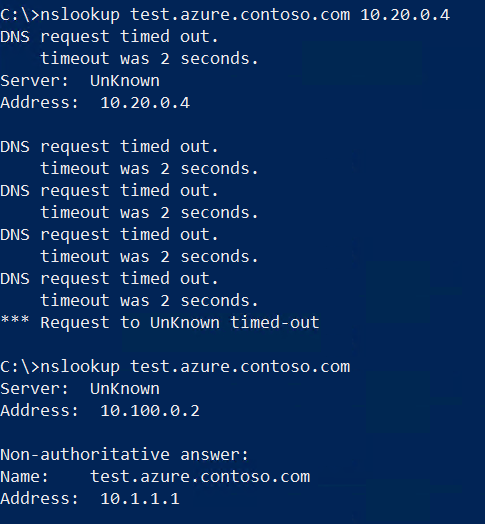 C:\>nslookup test.azure.contoso.com 10.20.0.4
DNS request timed out.
    timeout was 2 seconds.
Server:  UnKnown
Address:  10.20.0.4

DNS request timed out.
    timeout was 2 seconds.
DNS request timed out.
    timeout was 2 seconds.
DNS request timed out.
    timeout was 2 seconds.
DNS request timed out.
    timeout was 2 seconds.
*** Request to UnKnown timed-out

C:\>nslookup test.azure.contoso.com
Server:  UnKnown
Address:  10.100.0.2

Non-authoritative answer:
Name:    test.azure.contoso.com
Address:  10.1.1.1